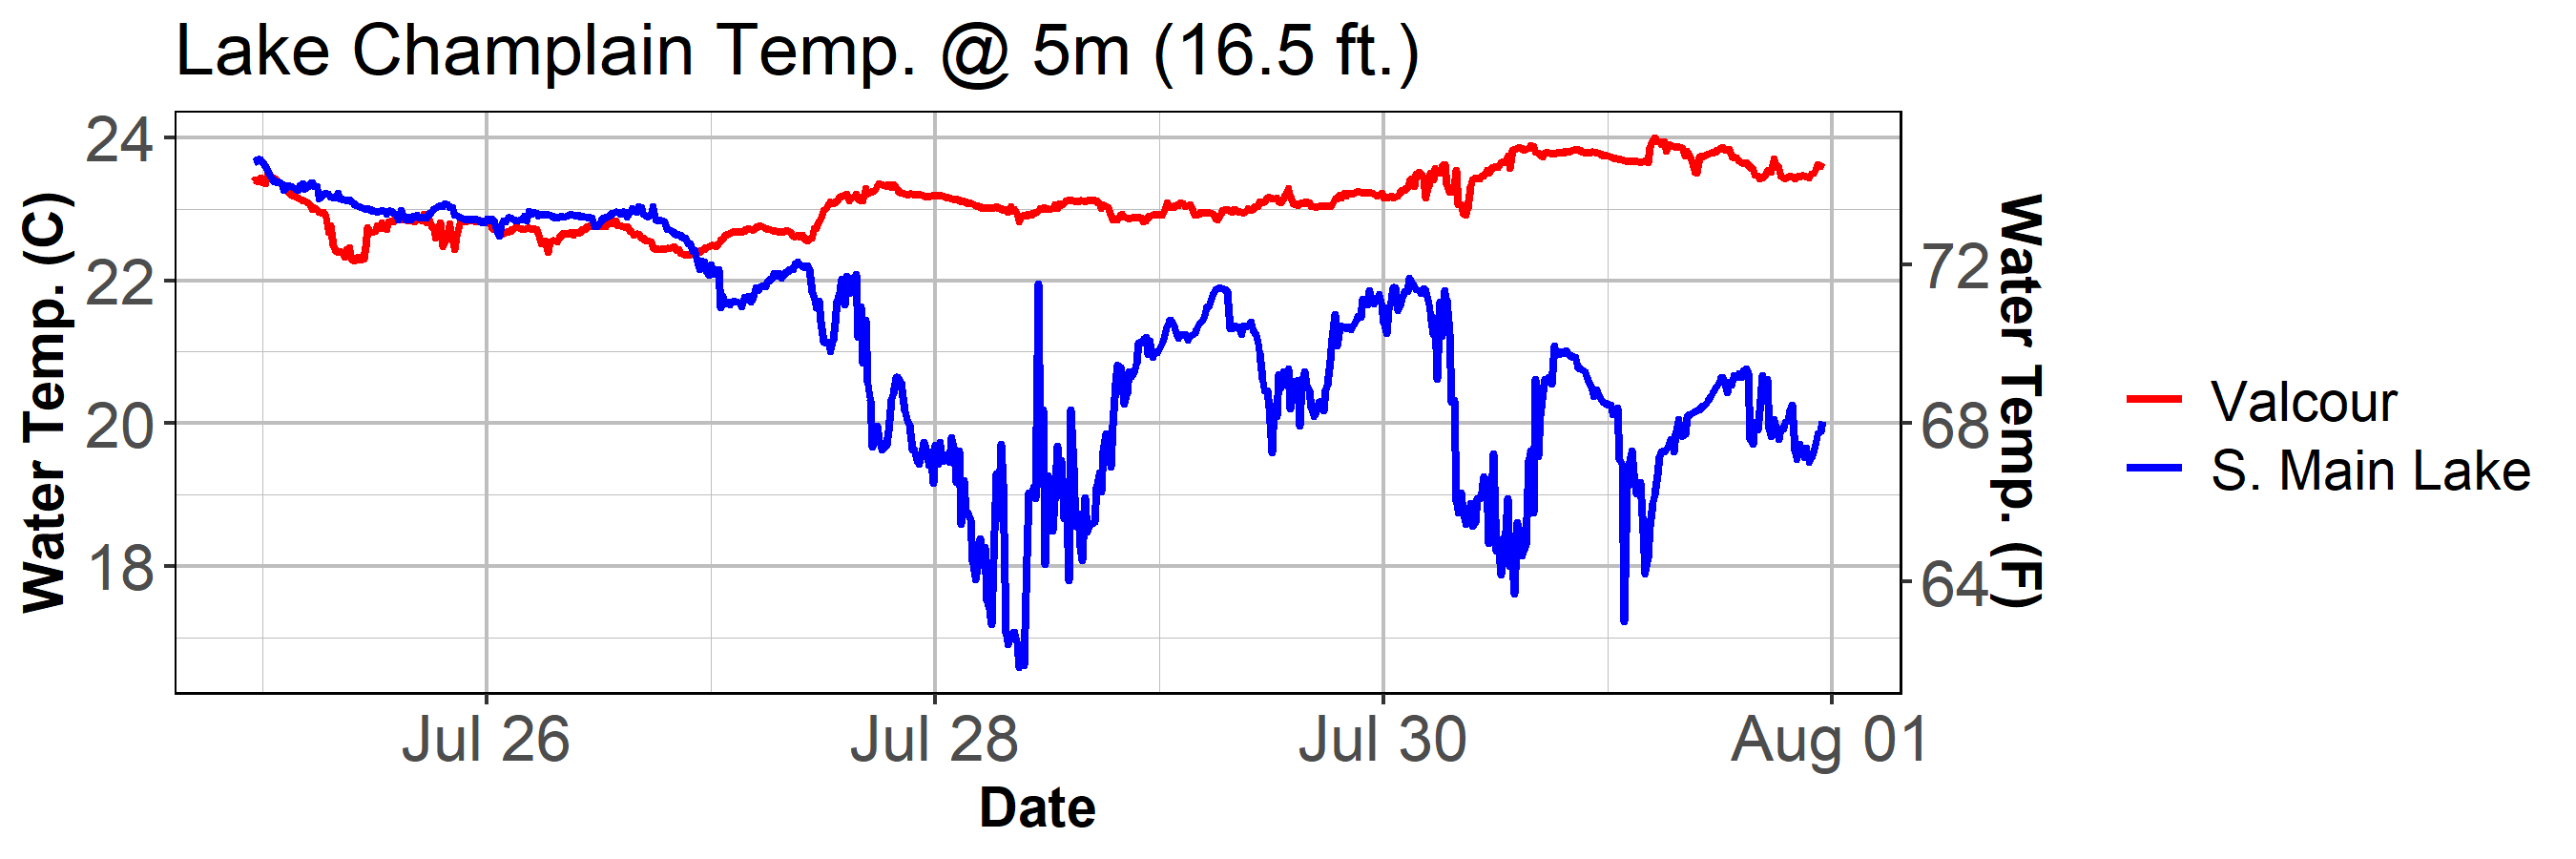 Lake Champlain Temp. @ 5m (16.5 ft.)
Water Temp. (C)
24
22
20
18
72
68
64
Water Temp. (F)
Jul 26
Jul 28
Jul 30
Aug 01
Date
Valcour
S. Main Lake